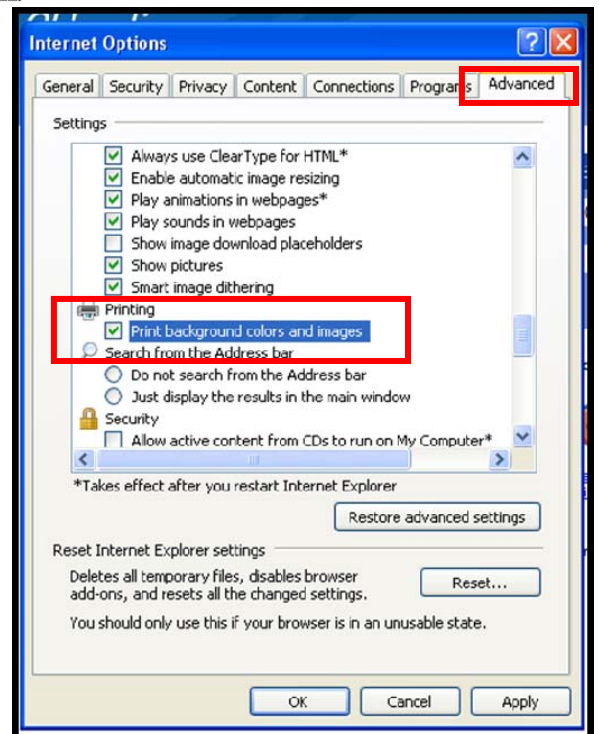 Internet Options
General Security Privacy Content Connections Programs Advanced
Settings
Always use ClearType for HTML*
Enable automatic image resizing
Play animations in webpages*
Play sounds in webpages
Show image download placeholders
Show pictures
Smart image dithering
Printing
Print background colors and images
Search from the Address bar
Do not search from the Address bar
Just display the results in the main window
Security
Allow active content from CDs to run on My Computer*
*Takes effect after you restart Internet Explorer
Restore advanced settings
Reset Internet Explorer settings
Deletes all temporary files, disables browser
add-ons, and resets all the changed settings.
Reset...
You should only use this if your browser is in an unusable state.
OK Cancel Apply